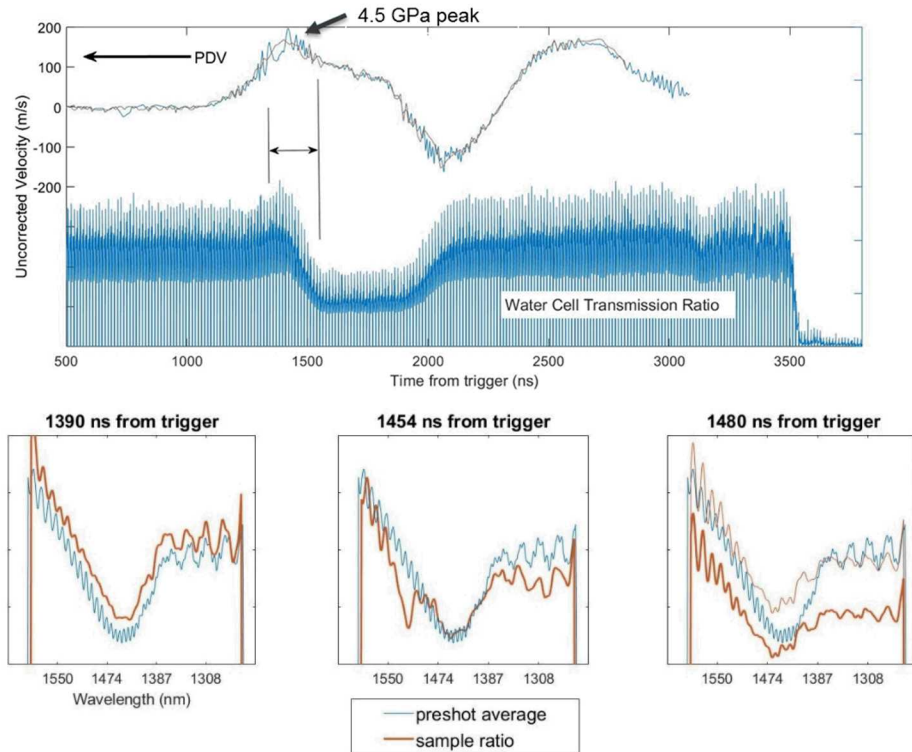 4.5 GPa peak
200
PDV
100
0
-100
-200
Uncorrected Velocity (m/s)
Water Cell Transmission Ratio
500 1000 1500 2000 2500 3000 3500
Time from trigger (ns)
1390 ns from trigger
1454 ns from trigger
1480 ns from trigger
1550 1474 1387 1308
1550 1474 1387 1308
1550 1474 1387 1308
Wavelength (nm)
preshot average
sample ratio